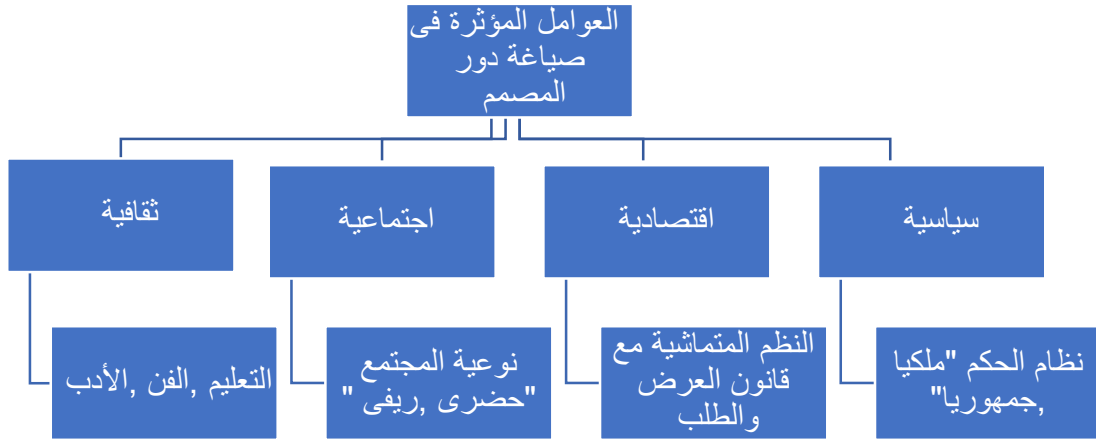 العوامل المؤثرة فى
صياغة دور
المصمم
سياسية
اقتصادية
اجتماعية
ثقافية
نظام الحكم "ملكيا
,جمهوريا"
النظم المتماشية مع
قانون العرض
والطلب
نوعية المجتمع
"حضرى ,ريفى "
التعليم ,الفن ,الأدب